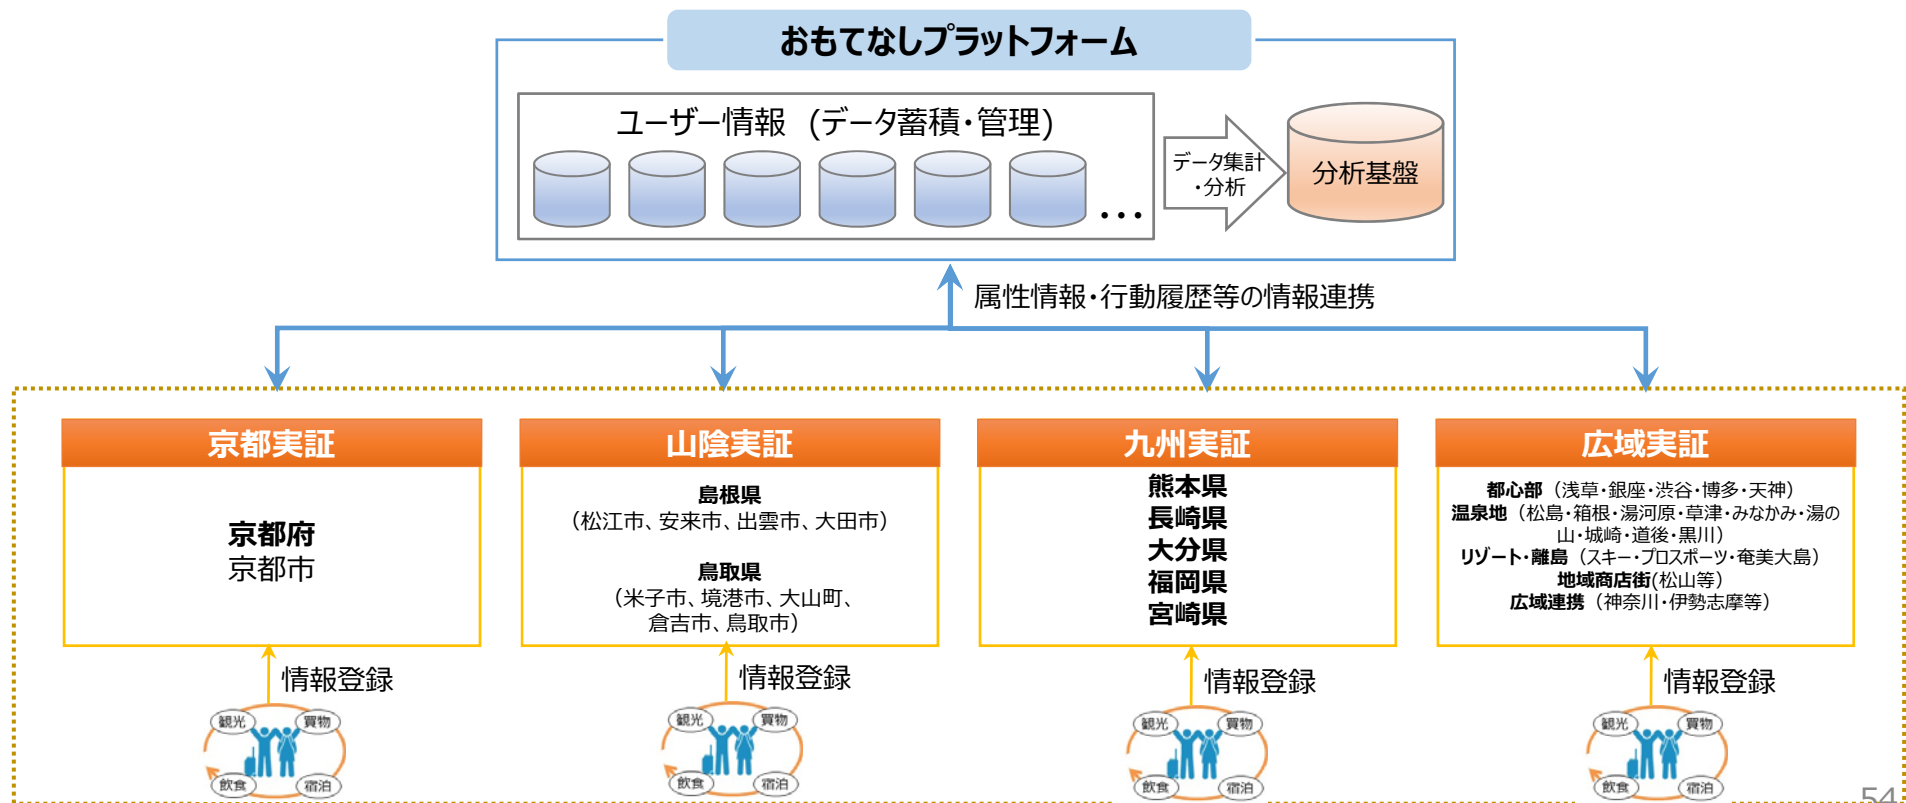 おもてなしプラットフォーム
ユーザー情報 (データ蓄積・管理)
データ集計
・分析
分析基盤
…
属性情報・行動履歴等の情報連携
京都実証
京都府
京都市
情報登録
観光
買物
飲食
宿泊
山陰実証
島根県
（松江市、安来市、出雲市、大田市）
鳥取県
（米子市、境港市、大山町、
倉吉市、鳥取市）
情報登録
観光
買物
飲食
宿泊
九州実証
熊本県
長崎県
大分県
福岡県
宮崎県
情報登録
観光
買物
飲食
宿泊
広域実証
都心部（浅草・銀座・渋谷・博多・天神）
温泉地（松島・箱根・湯河原・草津・みなかみ・湯の
山・城崎・道後・黒川）
リゾート・離島（スキー・プロスポーツ・奄美大島）
地域商店街(松山等）
広域連携（神奈川・伊勢志摩等）
情報登録
観光
買物
飲食
宿泊
54